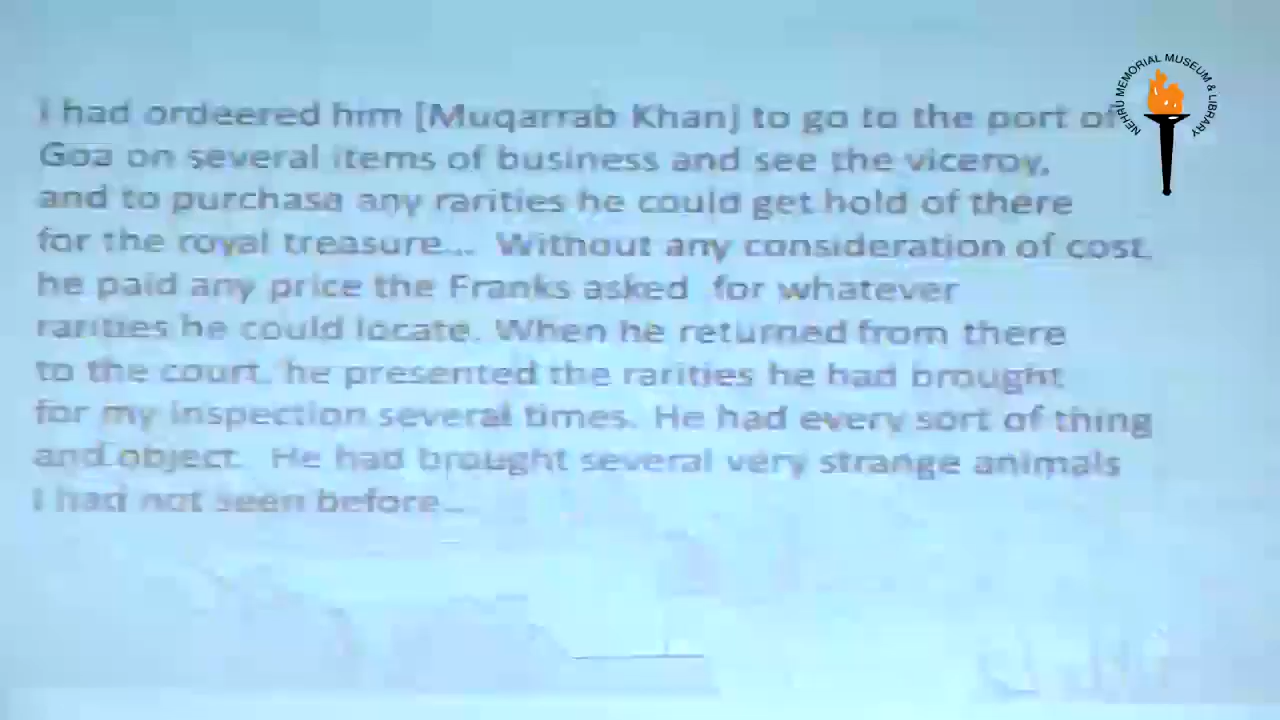 I had ordeered him [Muqarrab Khan] to go to the port of
Goa on several items of business and see the viceroy,
and to purchase any rarities he could get hold of there
for the royal treasure... Without any consideration of cost,
he paid any price the Franks asked for whatever
rarities he could locate. When he returned from there
to the court, he presented the rarities he had brought
for my inspection several times. He had every sort of thing
and object. He had brought several very strange animals
I had not seen before...
NEHRU MEMORIAL MUSEUM & LIBRARY